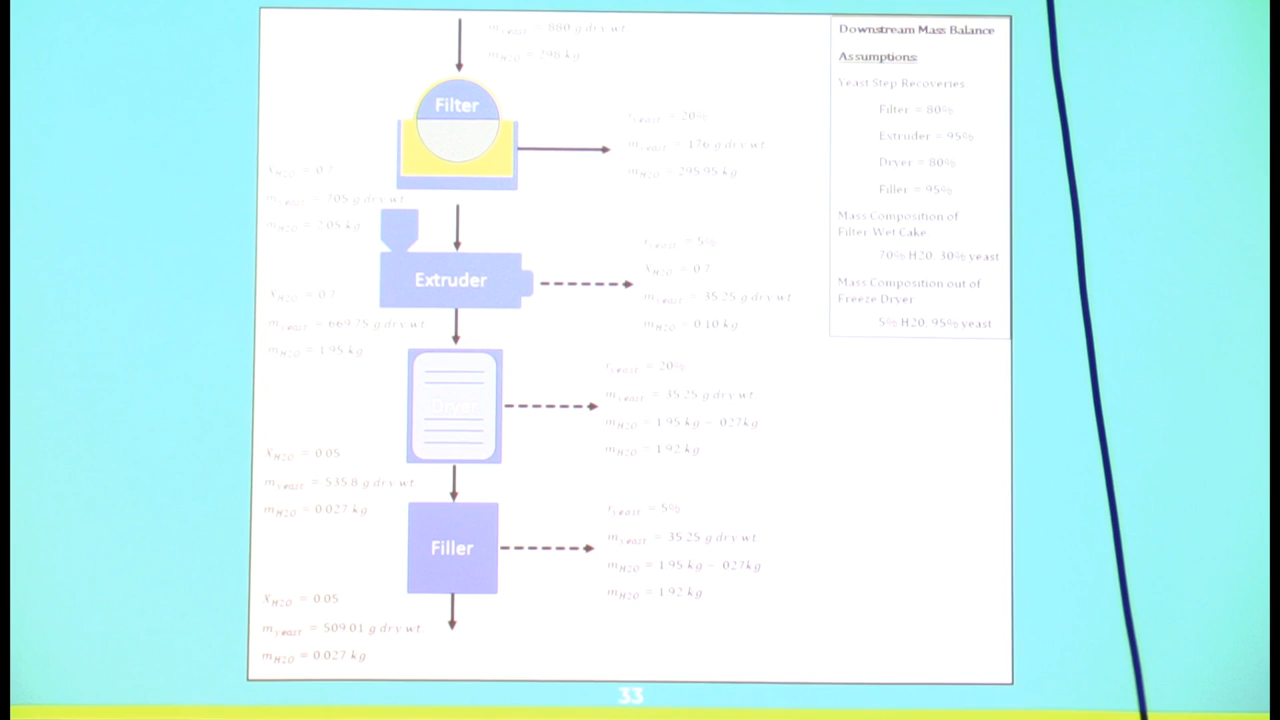 m_yeast = 880 g dry wt.
m_H2O = 298 kg
Filter
r_yeast = 20%
m_yeast = 176 g dry wt
m_H2O = 295.95 kg
X_H2O = 0.7
m_yeast = 705 g dry wt
m_H2O = 2.05 kg
Extruder
r_yeast = 5%
X_H2O = 0.7
m_yeast = 35.25 g dry wt
m_H2O = 0.10 kg
X_H2O = 0.7
m_yeast = 669.75 g dry wt
m_H2O = 1.95 kg
Dryer
r_yeast = 20%
m_yeast = 35.25 g dry wt
m_H2O = 1.95 kg − .027kg
m_H2O = 1.92 kg
X_H2O = 0.05
m_yeast = 535.8 g dry wt
m_H2O = 0.027 kg
Filler
r_yeast = 5%
m_yeast = 35.25 g dry wt
m_H2O = 1.95 kg − .027kg
m_H2O = 1.92 kg
X_H2O = 0.05
m_yeast = 509.01 g dry wt.
m_H2O = 0.027 kg
Downstream Mass Balance
Assumptions:
Yeast Step Recoveries
Filter = 80%
Extruder = 95%
Dryer = 80%
Filler = 95%
Mass Composition of
Filter Wet Cake
70% H20: 30% yeast
Mass Composition out of
Freeze Dryer
5% H20: 95% yeast
33